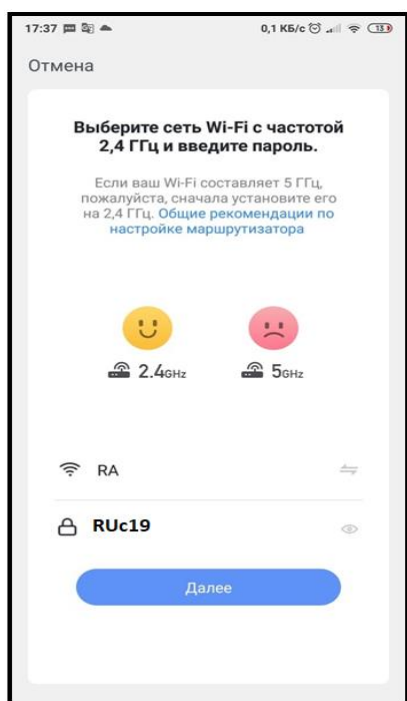 17:37 0,1 КБ/с 13
Отмена
Выберите сеть Wi-Fi с частотой
2,4 ГГц и введите пароль.
Если ваш Wi-Fi составляет 5 ГГц,
пожалуйста, сначала установите его
на 2,4 ГГц. Общие рекомендации по
настройке маршрутизатора
2.4GHz 5GHz
RA
RUc19
Далее